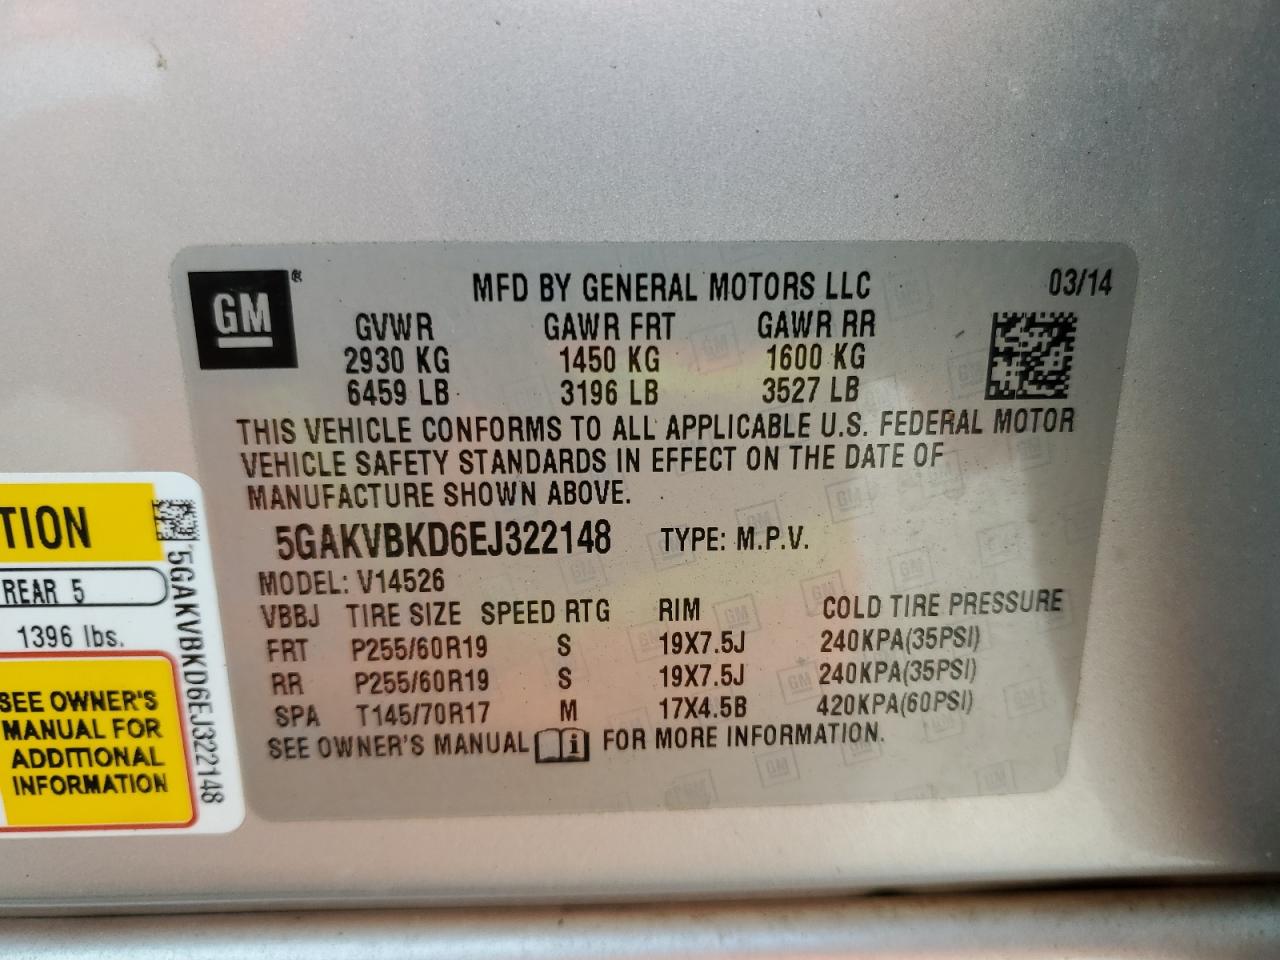 GM®
MFD BY GENERAL MOTORS LLC 03/14
GVWR GAWR FRT GAWR RR
2930 KG 1450 KG 1600 KG
6459 LB 3196 LB 3527 LB
THIS VEHICLE CONFORMS TO ALL APPLICABLE U.S. FEDERAL MOTOR
VEHICLE SAFETY STANDARDS IN EFFECT ON THE DATE OF
MANUFACTURE SHOWN ABOVE.
5GAKVBKD6EJ322148 TYPE: M.P.V.
MODEL: V14526
VBBJ TIRE SIZE SPEED RTG RIM COLD TIRE PRESSURE
FRT P255/60R19 S 19X7.5J 240KPA(35PSI)
RR P255/60R19 S 19X7.5J 240KPA(35PSI)
SPA T145/70R17 M 17X4.5B 420KPA(60PSI)
SEE OWNER'S MANUAL i FOR MORE INFORMATION.
TION
REAR 5
1396 lbs.
SEE OWNER'S
MANUAL FOR
ADDITIONAL
INFORMATION
5GAKVBKD6EJ322148